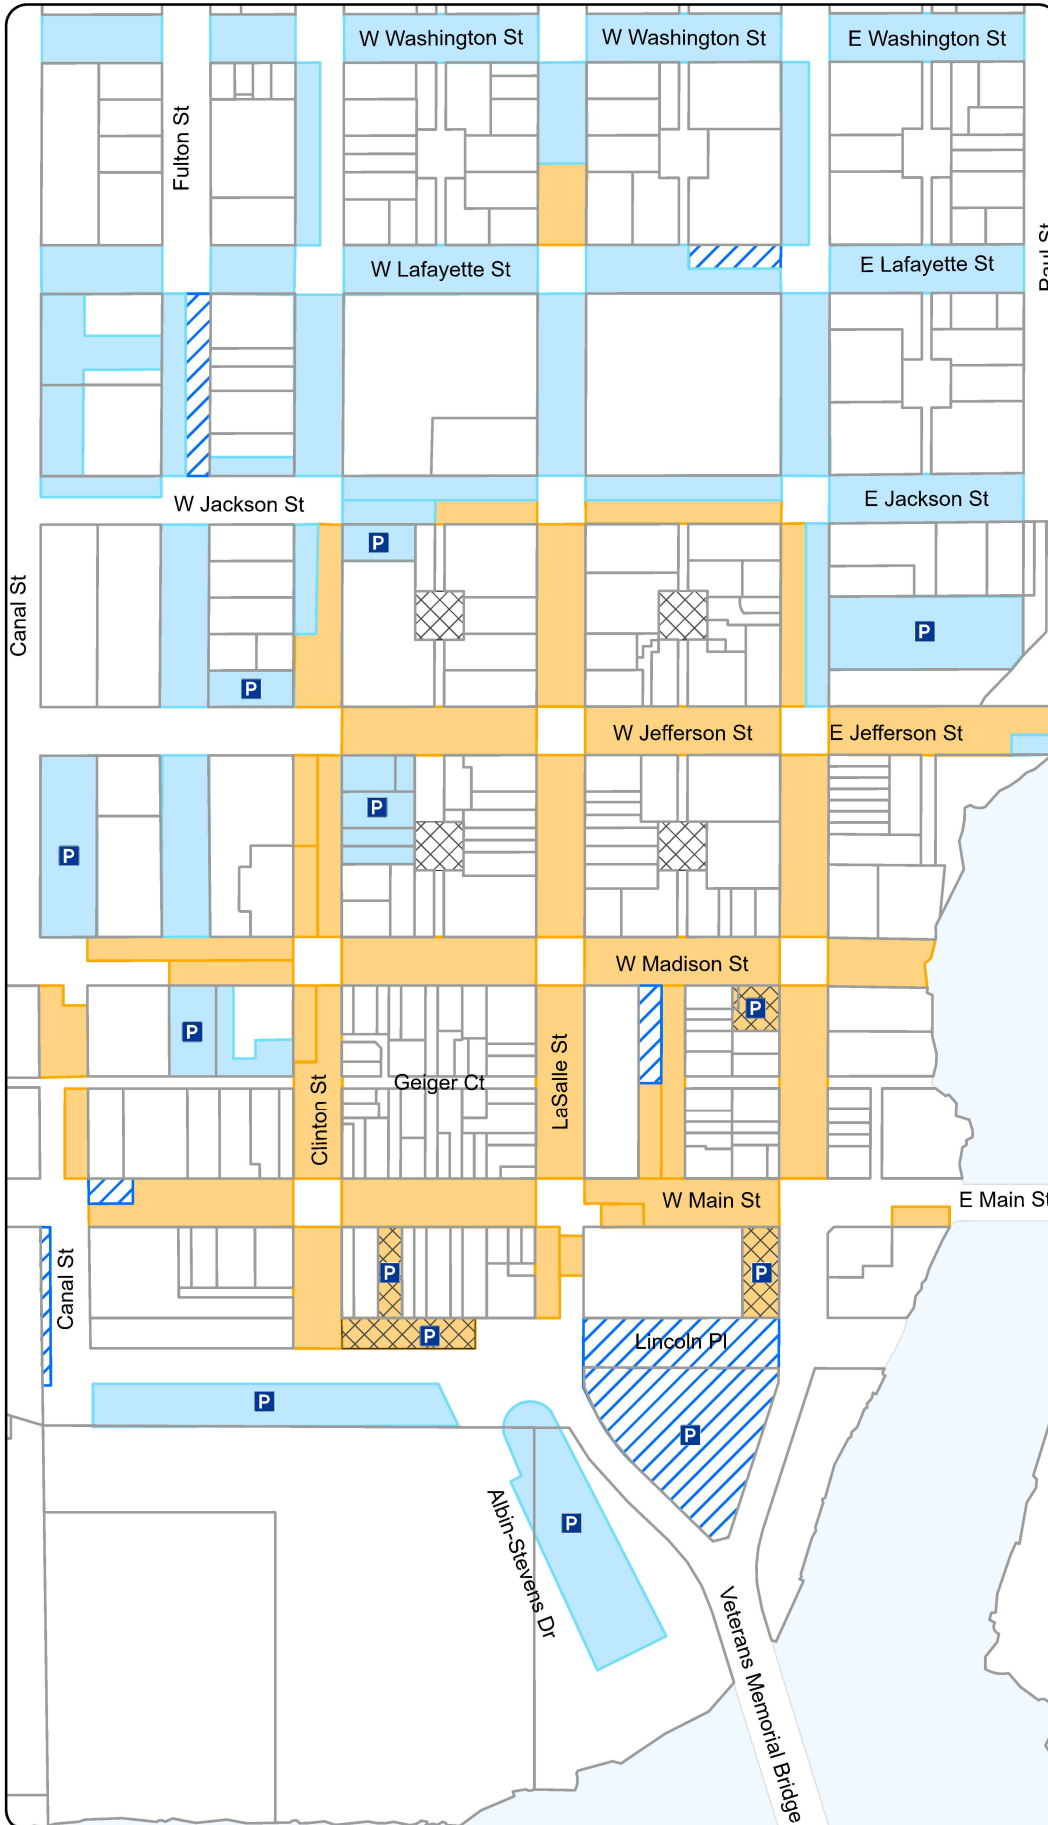 W Washington St
W Washington St
E Washington St
Fulton St
W Lafayette St
E Lafayette St
Paul St
W Jackson St
E Jackson St
P
Canal St
P
P
W Jefferson St
E Jefferson St
P
P
W Madison St
P
P
LaSalle St
Geiger Ct
Clinton St
W Main St
E Main St
Canal St
P
P
P
Lincoln Pl
P
P
P
Albin-Stevens Dr
Veterans Memorial Bridge